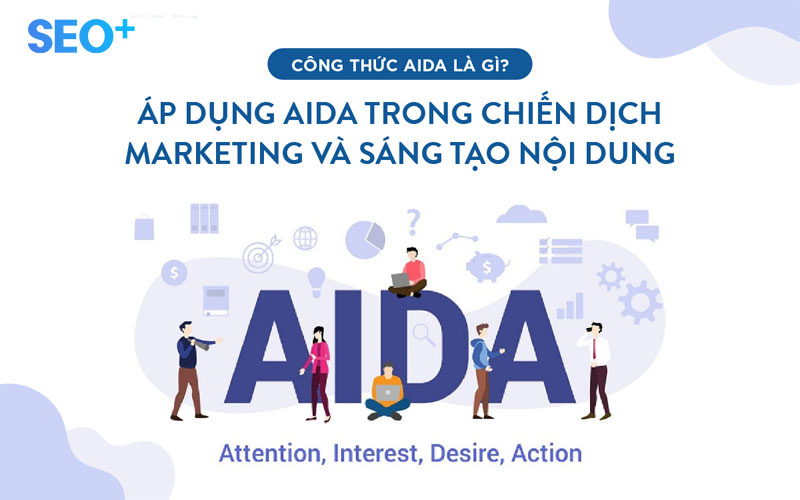 SEO+
CÔNG THỨC AIDA LÀ GÌ?
ÁP DỤNG AIDA TRONG CHIẾN DỊCH
MARKETING VÀ SÁNG TẠO NỘI DUNG
?
$
$
AIDA
Attention, Interest, Desire, Action